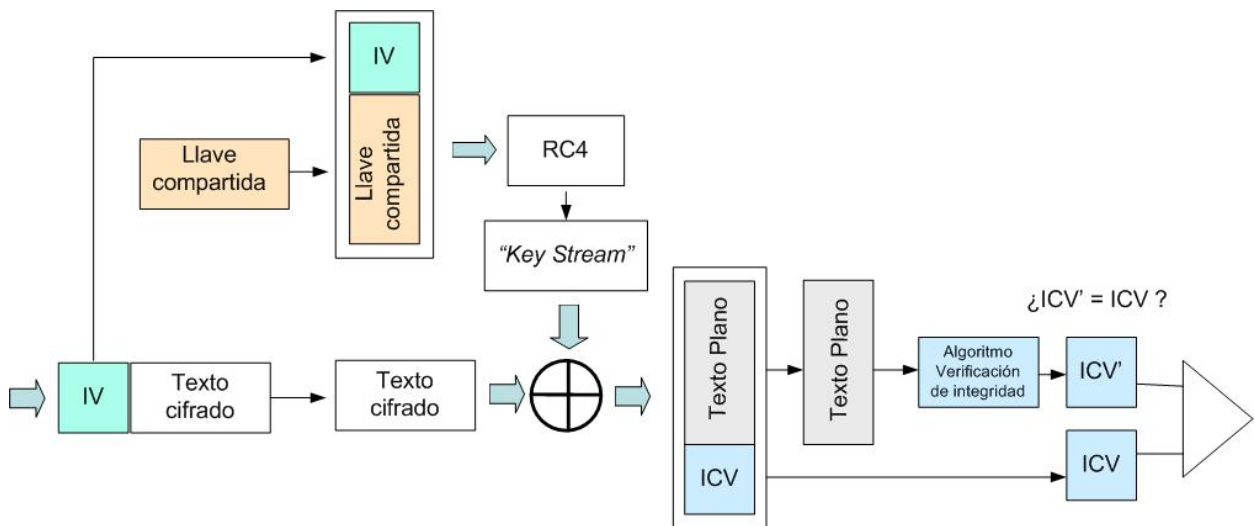 IV
Llave
compartida
Llave
compartida
RC4
“Key Stream”
IV
Texto
cifrado
Texto
cifrado
Texto Plano
ICV
Texto Plano
¿ICV’ = ICV ?
Algoritmo
Verificación
de integridad
ICV’
ICV